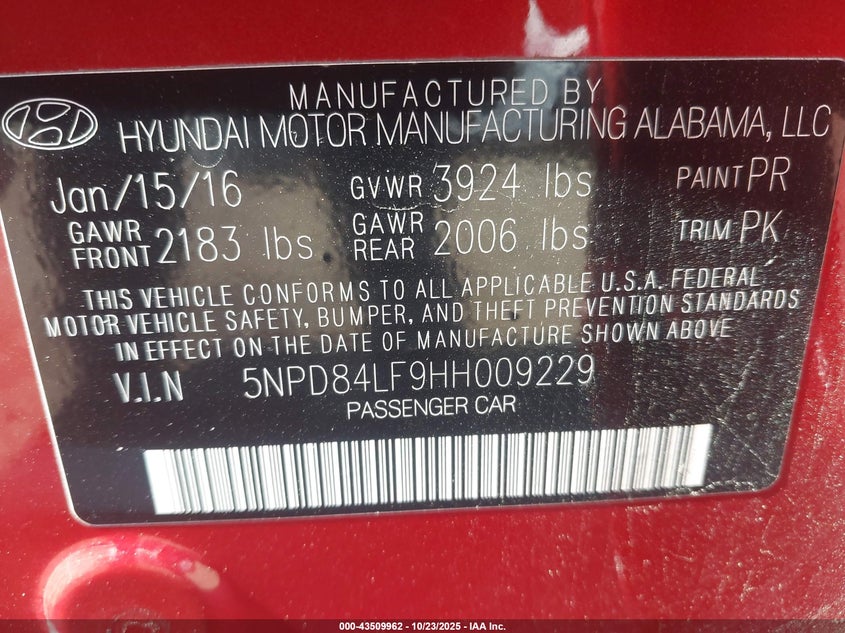 MANUFACTURED BY
HYUNDAI MOTOR MANUFACTURING ALABAMA, LLC
Jan/15/16 GVWR 3924 lbs PAINT PR
GAWR FRONT 2183 lbs GAWR REAR 2006 lbs TRIM PK
THIS VEHICLE CONFORMS TO ALL APPLICABLE U.S.A. FEDERAL
MOTOR VEHICLE SAFETY, BUMPER, AND THEFT PREVENTION STANDARDS
IN EFFECT ON THE DATE OF MANUFACTURE SHOWN ABOVE
V.I.N 5NPD84LF9HH009229
PASSENGER CAR
000-43509962 - 10/23/2025 - IAA Inc.